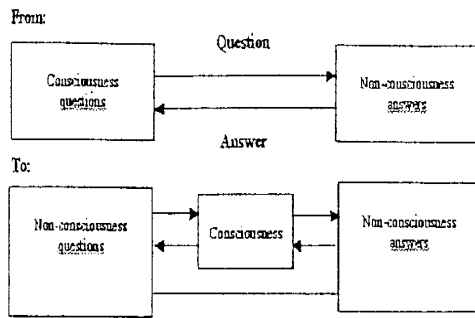 From:
Question
Consciousness
questions
Non-consciousness
answers
Answer
To:
Non-consciousness
questions
Consciousness
Non-consciousness
answers